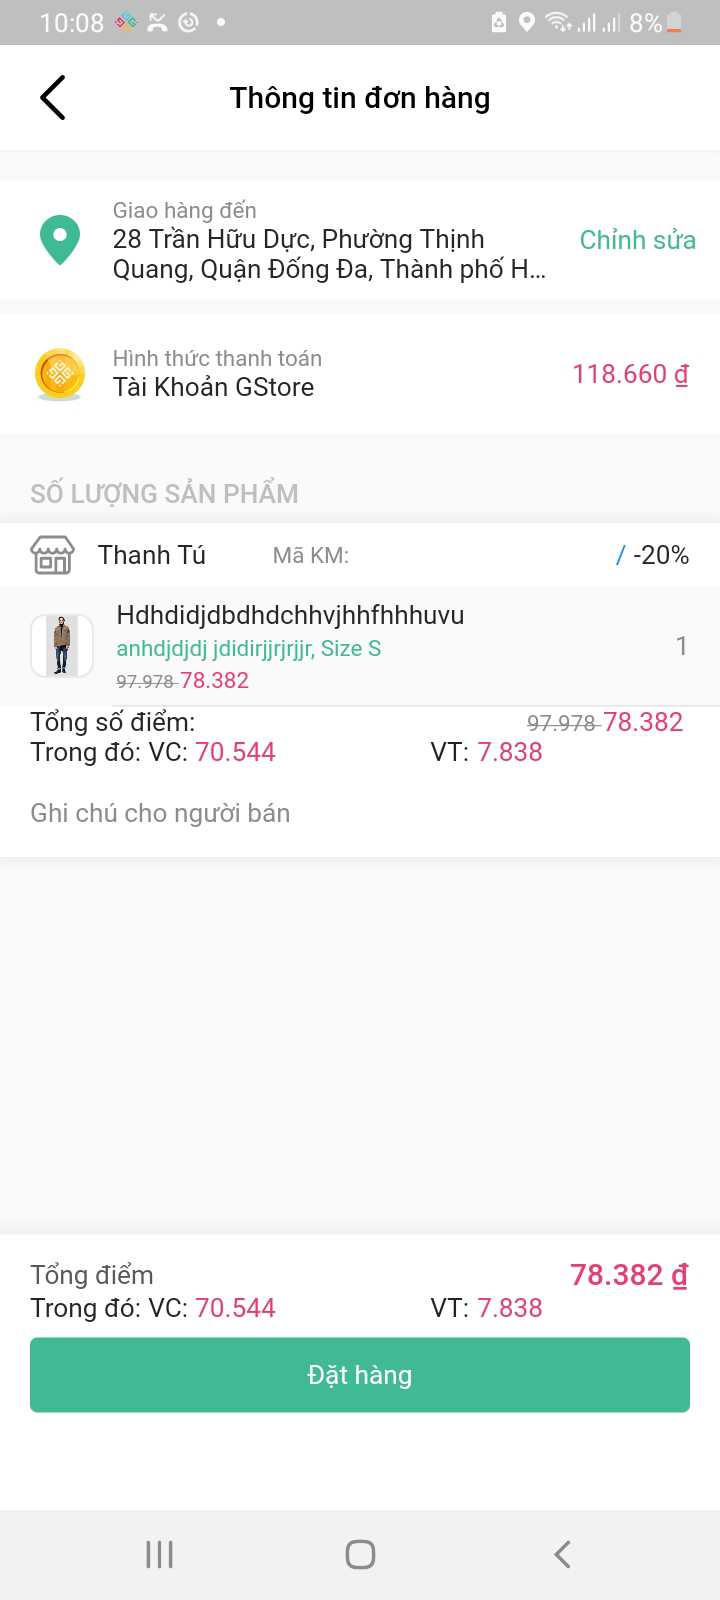 10:08
8%
Thông tin đơn hàng
Giao hàng đến
28 Trần Hữu Dực, Phường Thịnh
Quang, Quận Đống Đa, Thành phố H...
Chỉnh sửa
Hình thức thanh toán
Tài Khoản GStore
118.660 ₫
SỐ LƯỢNG SẢN PHẨM
Thanh Tú Mã KM: / -20%
Hdhdidjdbdhdchhvjhhfhhhuvu
anhdjdjdj jdidirjjrjrjjr, Size S
97.978 78.382
1
Tổng số điểm: 97.978 78.382
Trong đó: VC: 70.544 VT: 7.838
Ghi chú cho người bán
Tổng điểm 78.382 ₫
Trong đó: VC: 70.544 VT: 7.838
Đặt hàng